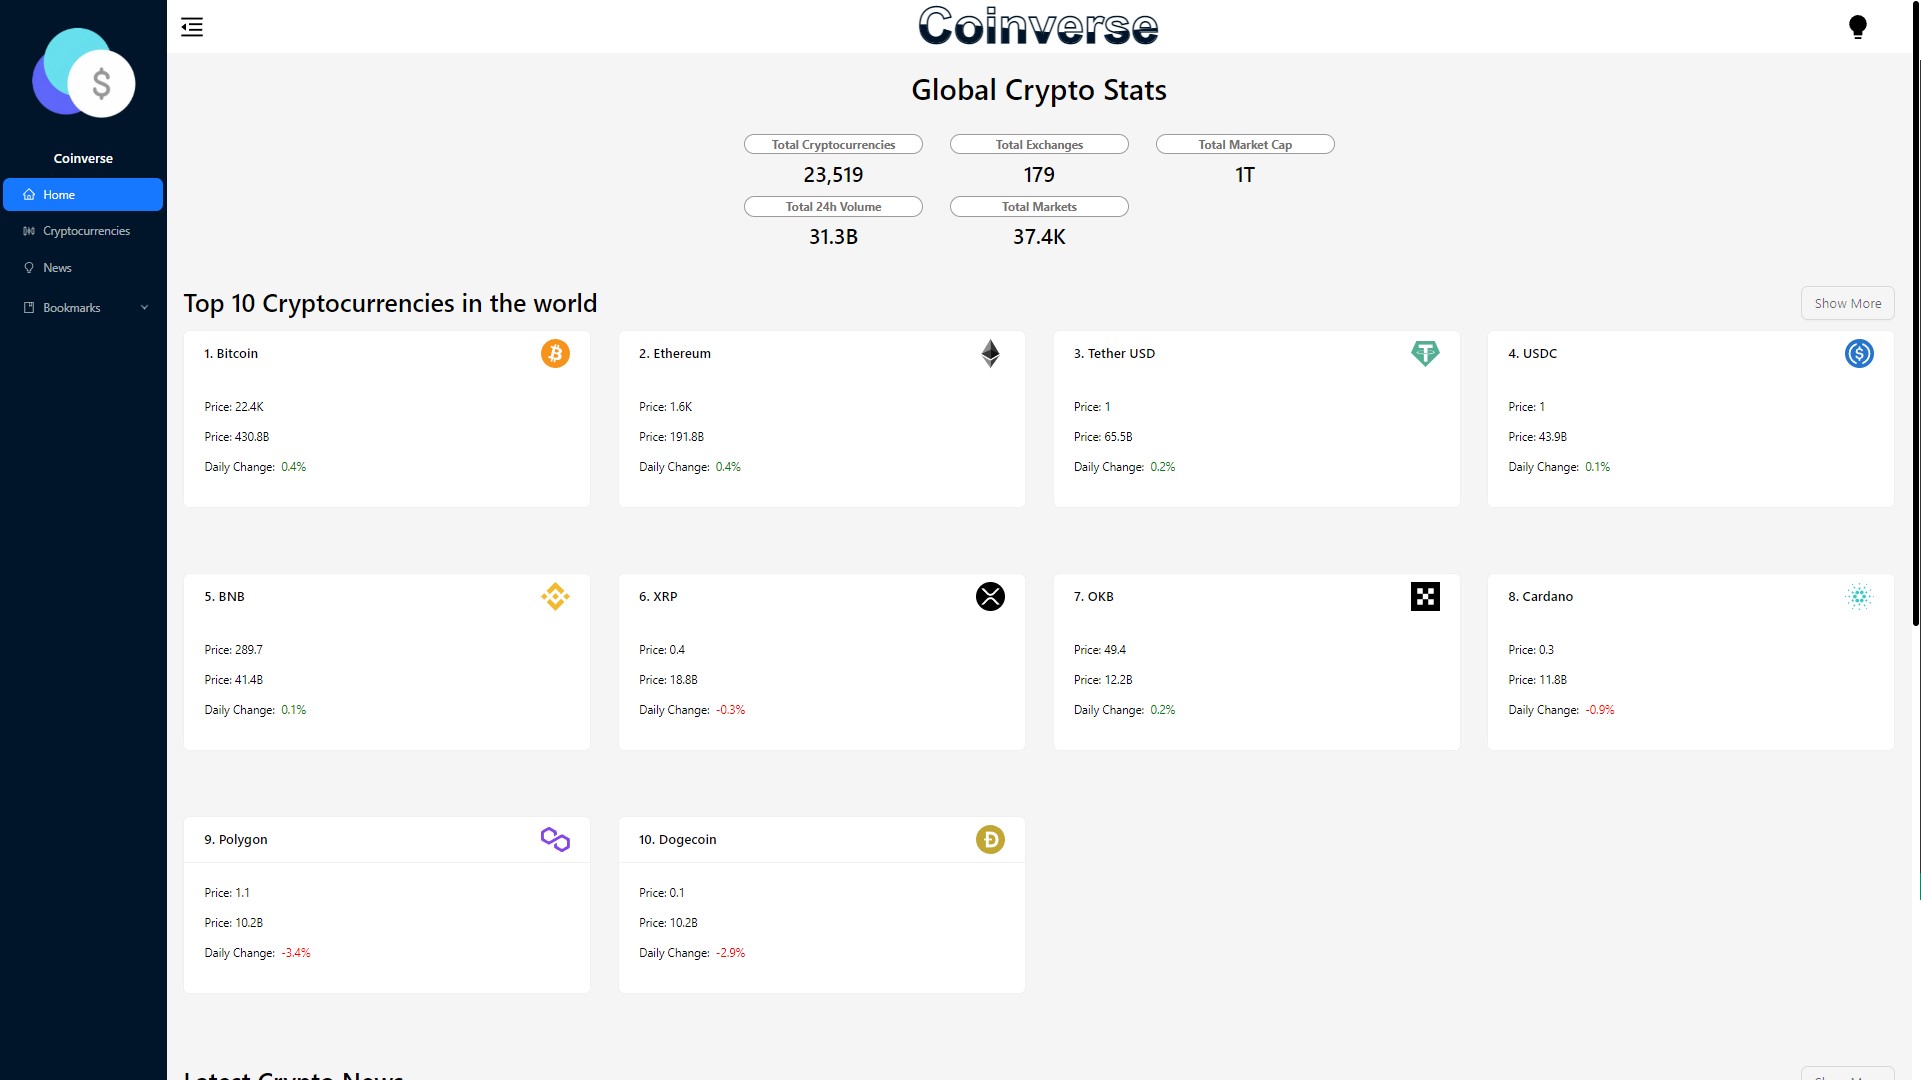 Coinverse
$
Coinverse
Home
Cryptocurrencies
News
Bookmarks
Global Crypto Stats
Total Cryptocurrencies
23,519
Total Exchanges
179
Total Market Cap
1T
Total 24h Volume
31.3B
Total Markets
37.4K
Top 10 Cryptocurrencies in the world
Show More
1. Bitcoin
Price: 22.4K
Price: 430.8B
Daily Change: 0.4%
2. Ethereum
Price: 1.6K
Price: 191.8B
Daily Change: 0.4%
3. Tether USD
Price: 1
Price: 65.5B
Daily Change: 0.2%
4. USDC
Price: 1
Price: 43.9B
Daily Change: 0.1%
5. BNB
Price: 289.7
Price: 41.4B
Daily Change: 0.1%
6. XRP
Price: 0.4
Price: 18.8B
Daily Change: -0.3%
7. OKB
Price: 49.4
Price: 12.2B
Daily Change: 0.2%
8. Cardano
Price: 0.3
Price: 11.8B
Daily Change: -0.9%
9. Polygon
Price: 1.1
Price: 10.2B
Daily Change: -3.4%
10. Dogecoin
Price: 0.1
Price: 10.2B
Daily Change: -2.9%
Latest Crypto News
Show More